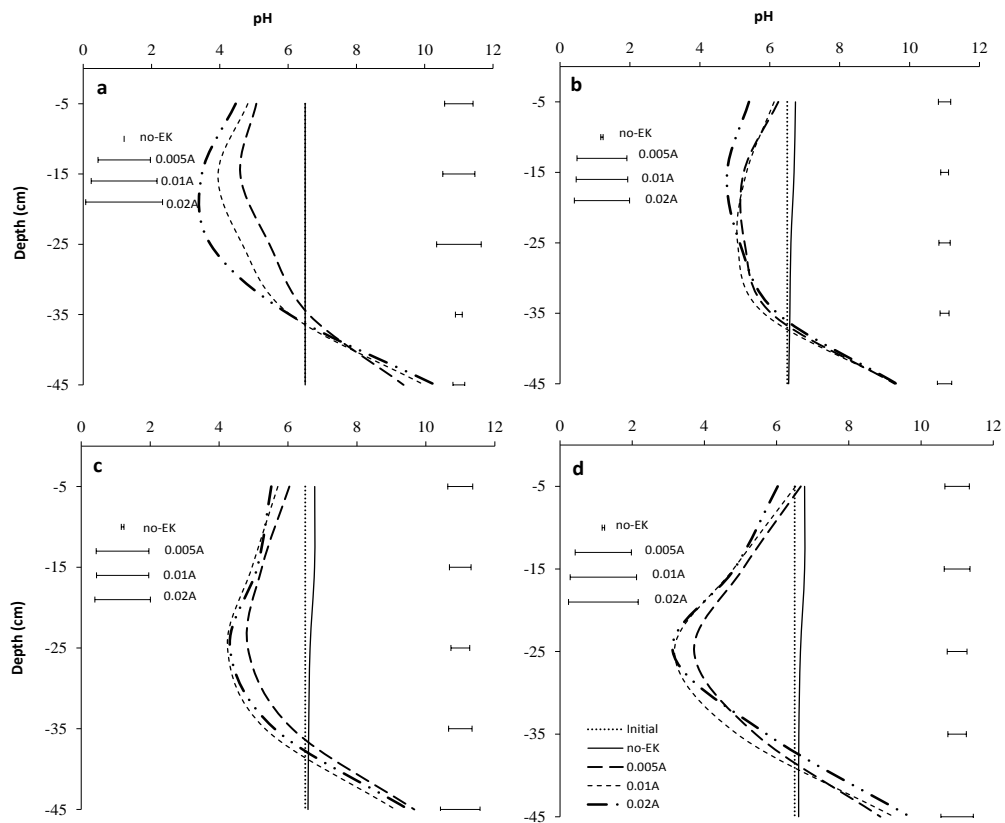 pH
pH
0 2 4 6 8 10 12
0 2 4 6 8 10 12
a
b
-5
-15
-25
-35
-45
Depth (cm)
no-EK
0.005A
0.01A
0.02A
-5
-15
-25
-35
-45
no-EK
0.005A
0.01A
0.02A
0 2 4 6 8 10 12
0 2 4 6 8 10 12
c
d
-5
-15
-25
-35
-45
Depth (cm)
no-EK
0.005A
0.01A
0.02A
-5
-15
-25
-35
-45
no-EK
0.005A
0.01A
0.02A
Initial
no-EK
0.005A
0.01A
0.02A